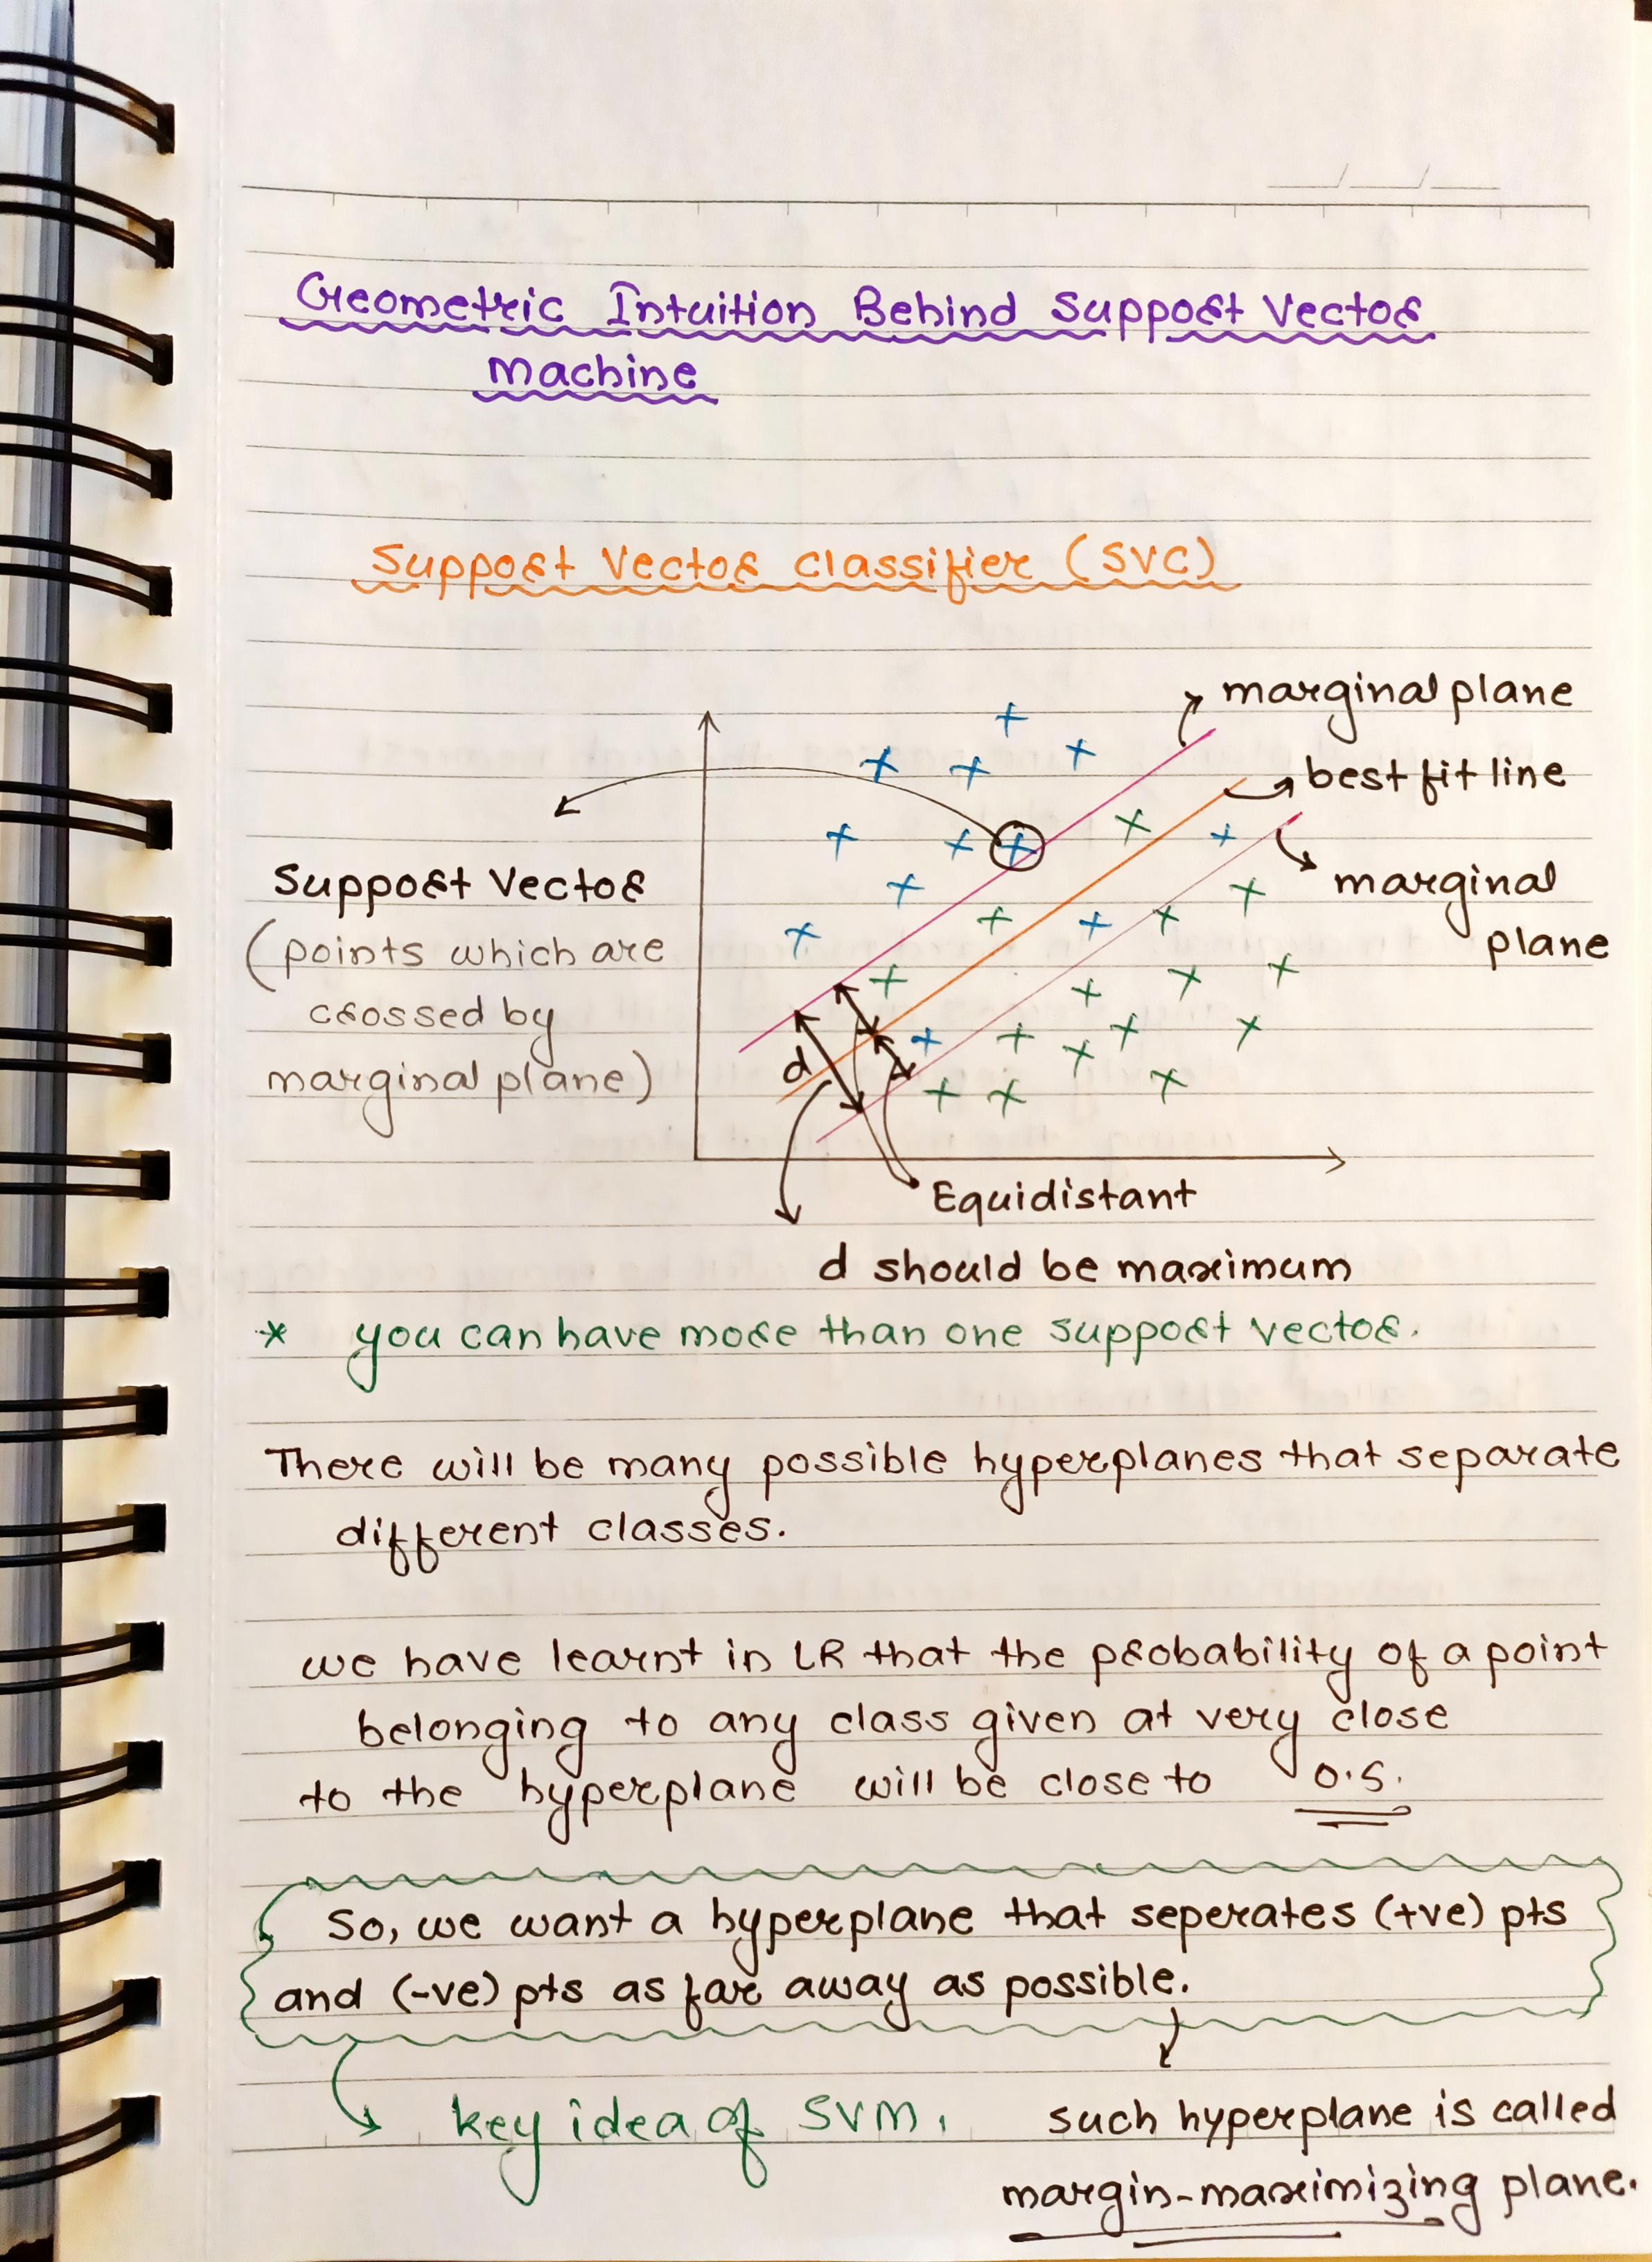 Geometric Intuition Behind Support Vector
Machine
Support Vector Classifier (SVC)
marginal plane
best fit line
marginal
plane
Support Vector
(points which are
crossed by
marginal plane)
d
Equidistant
d should be maximum
* you can have more than one support vector.
There will be many possible hyperplanes that separate
different classes.
we have learnt in LR that the probability of a point
belonging to any class given at very close
to the hyperplane will be close to 0.5.
So, we want a hyperplane that seperates (+ve) pts
and (-ve) pts as far away as possible.
key idea of SVM.
such hyperplane is called
margin-maximizing plane.